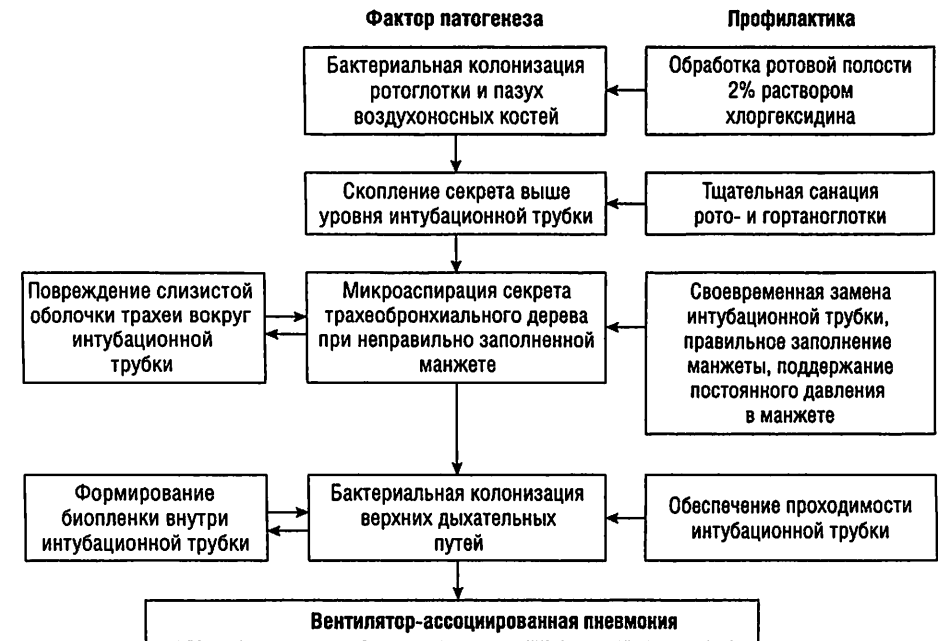 Фактор патогенеза
Профилактика
Бактериальная колонизация
ротоглотки и пазух
воздухоносных костей
Обработка ротовой полости
2% раствором
хлоргексидина
Скопление секрета выше
уровня интубационной трубки
Тщательная санация
рото- и гортаноглотки
Повреждение слизистой
оболочки трахеи вокруг
интубационной
трубки
Микроаспирация секрета
трахеобронхиального дерева
при неправильно заполненной
манжете
Своевременная замена
интубационной трубки,
правильное заполнение
манжеты, поддержание
постоянного давления
в манжете
Формирование
биопленки внутри
интубационной трубки
Бактериальная колонизация
верхних дыхательных
путей
Обеспечение проходимости
интубационной трубки
Вентилятор-ассоциированная пневмония